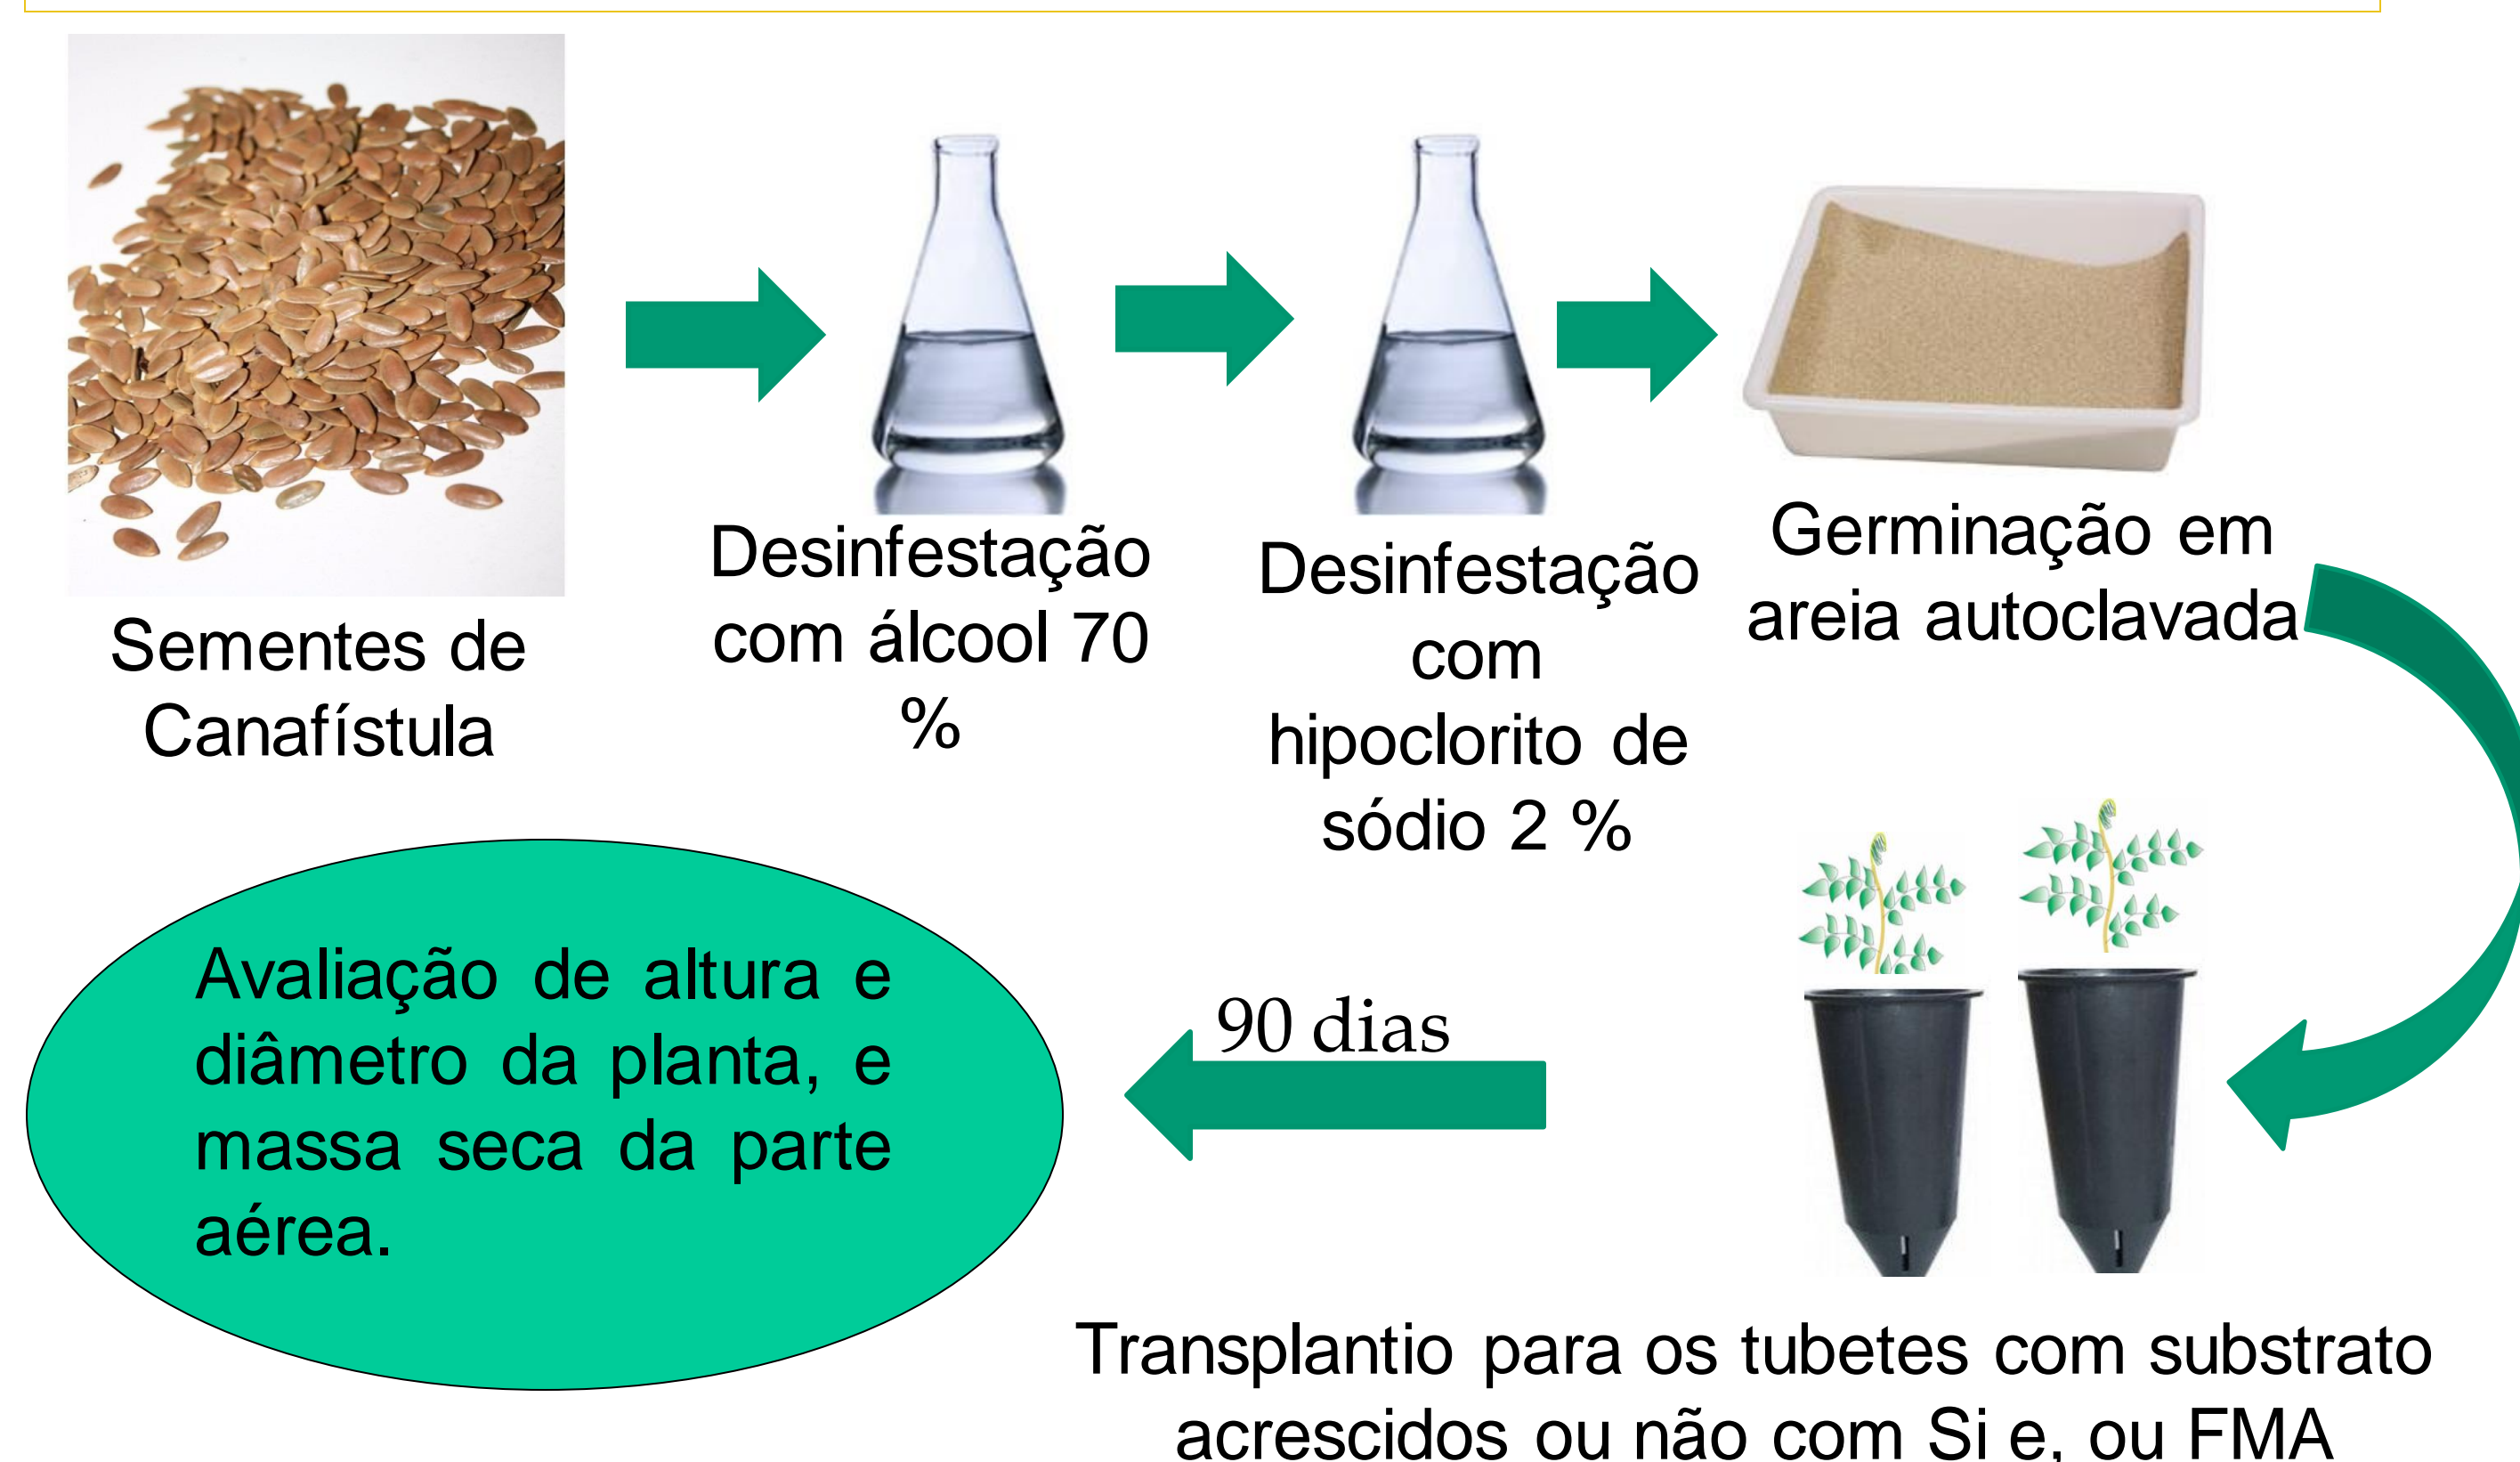 Sementes de
Canafístula
Desinfestação
com álcool 70
%
Desinfestação
com
hipoclorito de
sódio 2 %
Germinação em
areia autoclavada
Transplantio para os tubetes com substrato
acrescidos ou não com Si e, ou FMA
90 dias
Avaliação de altura e
diâmetro da planta, e
massa seca da parte
aérea.